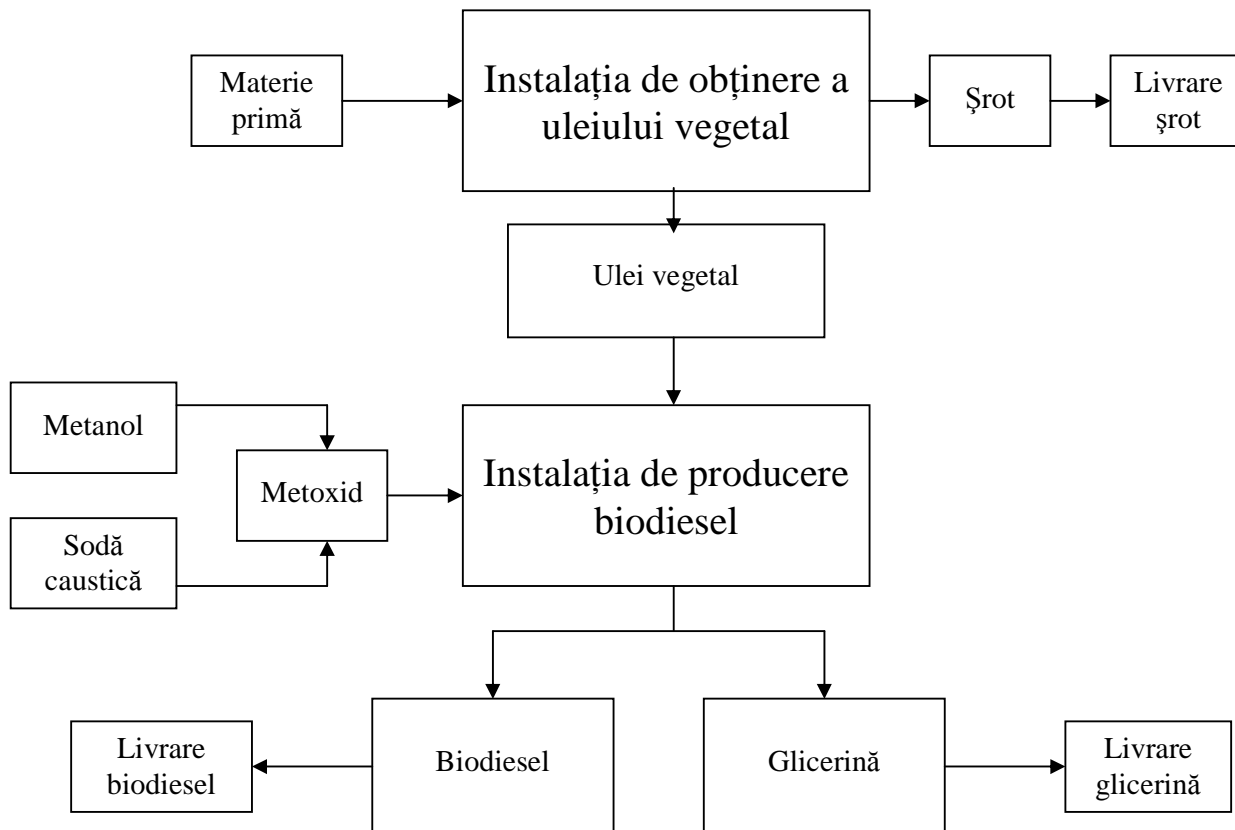 Materie
primă
Instalația de obținere a
uleiului vegetal
Şrot
Livrare
şrot
Ulei vegetal
Metanol
Metoxid
Sodă
caustică
Instalația de producere
biodiesel
Livrare
biodiesel
Biodiesel
Glicerină
Livrare
glicerină